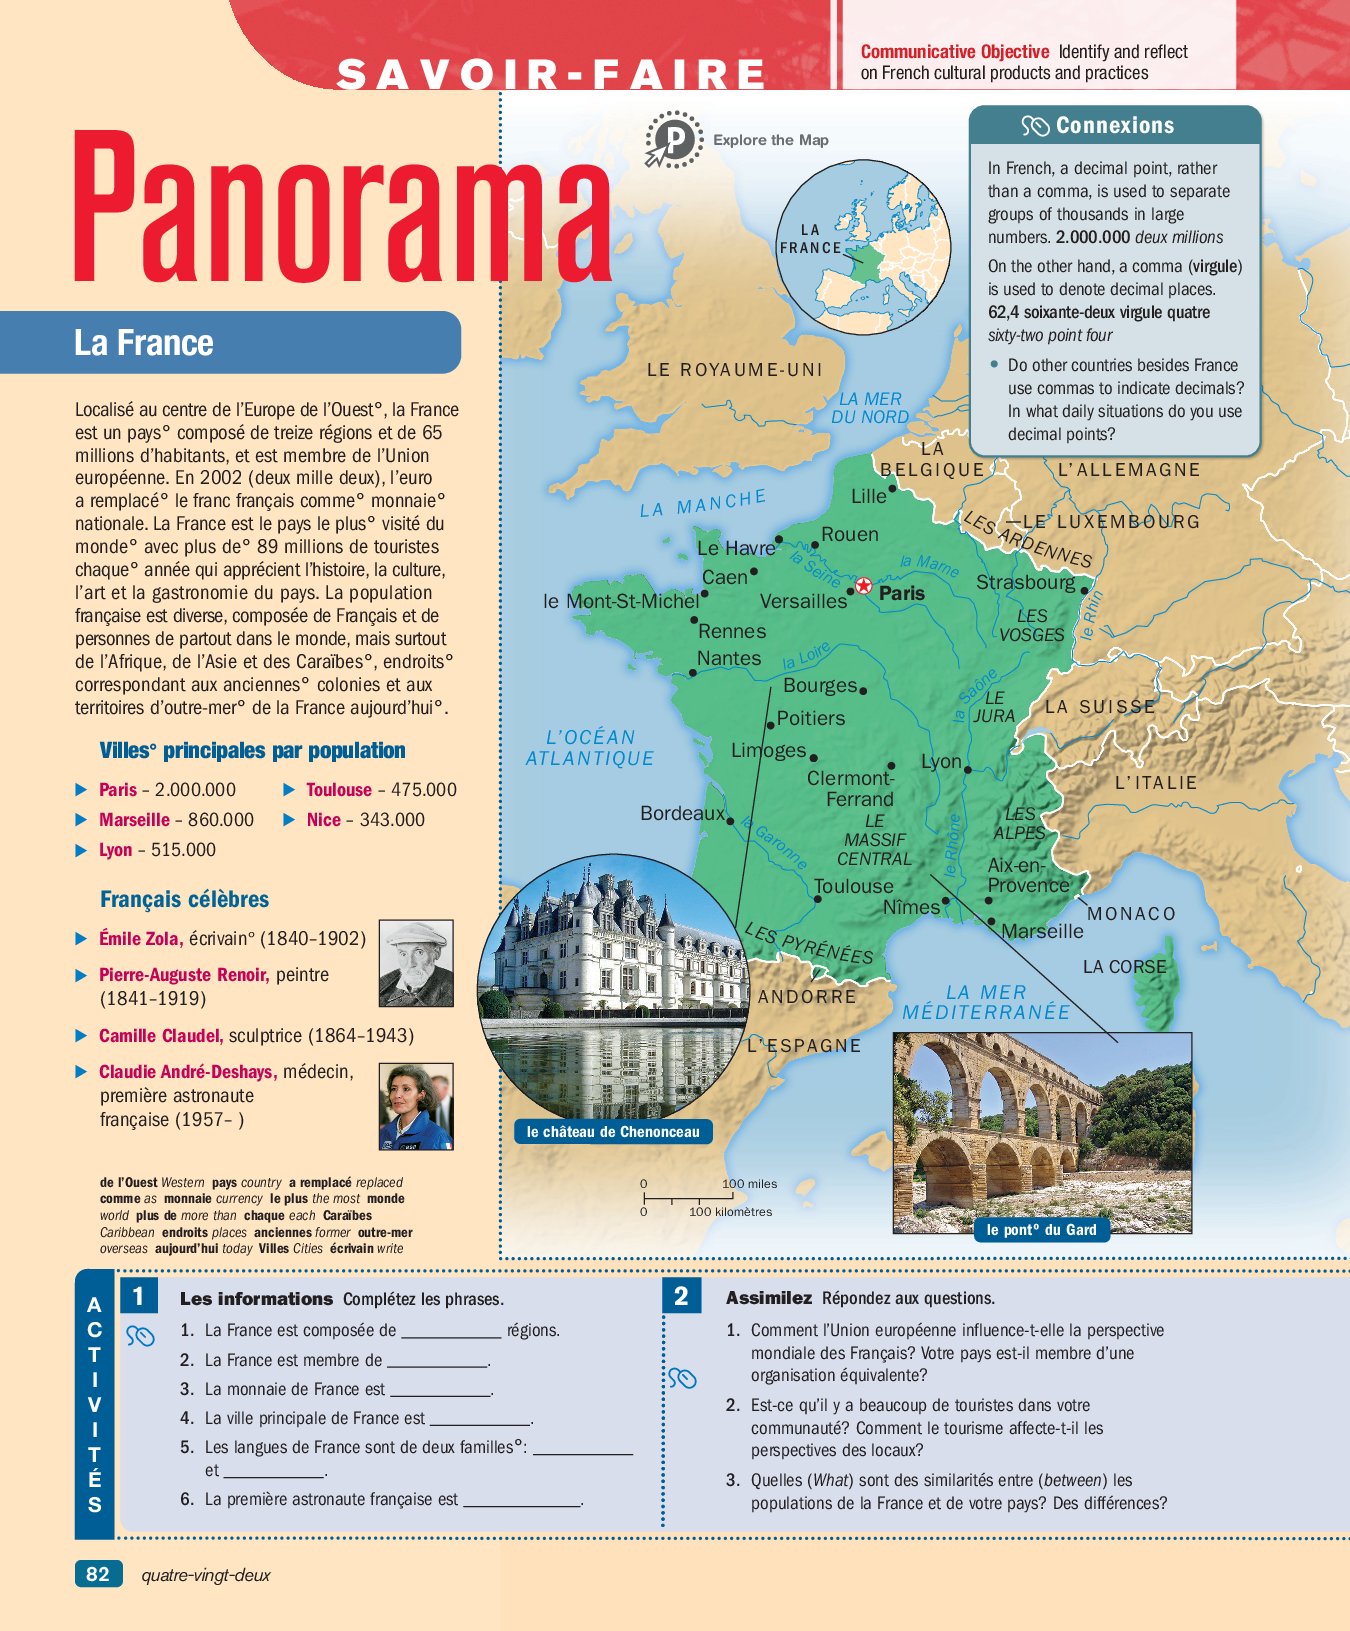 SAVOIR-FAIRE
Communicative Objective Identify and reflect
on French cultural products and practices
Panorama
P
Explore the Map
La France
Localisé au centre de l'Europe de l'Ouest°, la France
est un pays° composé de treize régions et de 65
millions d'habitants, et est membre de l'Union
européenne. En 2002 (deux mille deux), l'euro
a remplacé° le franc français comme° monnaie°
nationale. La France est le pays le plus° visité du
monde° avec plus de° 89 millions de touristes
chaque° année qui apprécient l'histoire, la culture,
l'art et la gastronomie du pays. La population
française est diverse, composée de Français et de
personnes de partout dans le monde, mais surtout
de l'Afrique, de l'Asie et des Caraïbes°, endroits°
correspondant aux anciennes° colonies et aux
territoires d'outre-mer° de la France aujourd'hui°.
Villes° principales par population
Paris – 2.000.000
Toulouse – 475.000
Marseille – 860.000
Nice – 343.000
Lyon – 515.000
Français célèbres
Émile Zola, écrivain° (1840–1902)
Pierre-Auguste Renoir, peintre
(1841–1919)
Camille Claudel, sculptrice (1864–1943)
Claudie André-Deshays, médecin,
première astronaute
française (1957– )
de l'Ouest Western pays country a remplacé replaced
comme as monnaie currency le plus the most monde
world plus de more than chaque each Caraïbes
Caribbean endroits places anciennes former outre-mer
overseas aujourd'hui today Villes Cities écrivain write
Connexions
In French, a decimal point, rather
than a comma, is used to separate
groups of thousands in large
numbers. 2.000.000 deux millions
On the other hand, a comma (virgule)
is used to denote decimal places.
62,4 soixante-deux virgule quatre
sixty-two point four
• Do other countries besides France
use commas to indicate decimals?
In what daily situations do you use
decimal points?
LA
FRANCE
LE ROYAUME-UNI
LA MER
DU NORD
LA
BELGIQUE
L'ALLEMAGNE
LA MANCHE
Lille
LE LUXEMBOURG
LES ARDENNES
Rouen
Le Havre
la Seine
la Marne
Caen
Strasbourg
le Mont-St-Michel
Versailles
Paris
LES
VOSGES
le Rhin
Rennes
Nantes
la Loire
Bourges
la Saône
LE
JURA
LA SUISSE
Poitiers
L'OCÉAN
ATLANTIQUE
Limoges
Lyon
Clermont-
Ferrand
L'ITALIE
Bordeaux
la Garonne
LE
MASSIF
CENTRAL
le Rhône
LES
ALPES
Aix-en-
Provence
Toulouse
Nîmes
MONACO
Marseille
LES PYRÉNÉES
LA CORSE
ANDORRE
LA MER
MÉDITERRANÉE
L'ESPAGNE
le château de Chenonceau
0 100 miles
0 100 kilomètres
le pont° du Gard
ACTIVITÉS
1 Les informations Complétez les phrases.
1. La France est composée de ____________ régions.
2. La France est membre de ____________.
3. La monnaie de France est ____________.
4. La ville principale de France est ____________.
5. Les langues de France sont de deux familles°: ____________
et ____________.
6. La première astronaute française est ______________.
2 Assimilez Répondez aux questions.
1. Comment l'Union européenne influence-t-elle la perspective
mondiale des Français? Votre pays est-il membre d'une
organisation équivalente?
2. Est-ce qu'il y a beaucoup de touristes dans votre
communauté? Comment le tourisme affecte-t-il les
perspectives des locaux?
3. Quelles (What) sont des similarités entre (between) les
populations de la France et de votre pays? Des différences?
82 quatre-vingt-deux